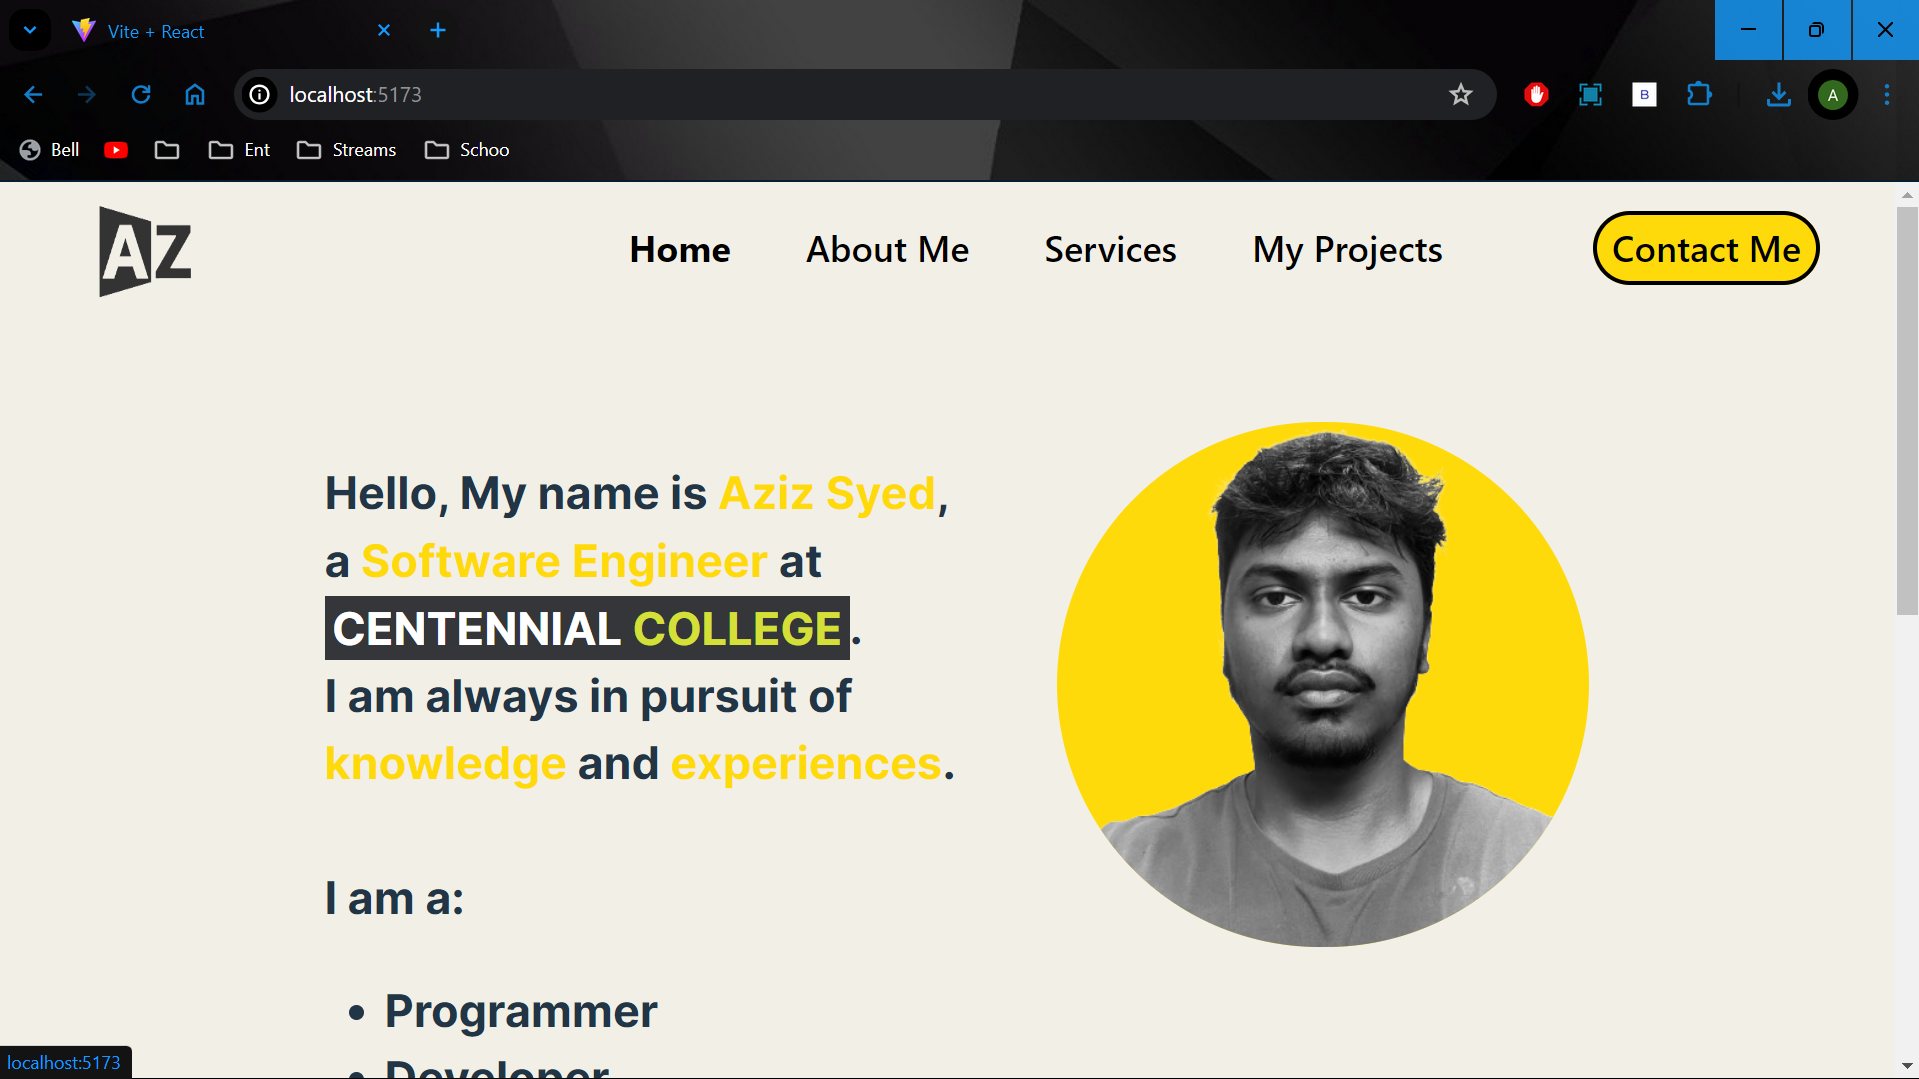 Vite + React
localhost:5173
A
B
Bell
Ent
Streams
Schoo
AZ
Home
About Me
Services
My Projects
Contact Me
Hello, My name is Aziz Syed,
a Software Engineer at
CENTENNIAL COLLEGE.
I am always in pursuit of
knowledge and experiences.
I am a:
• Programmer
• Developer
localhost:5173